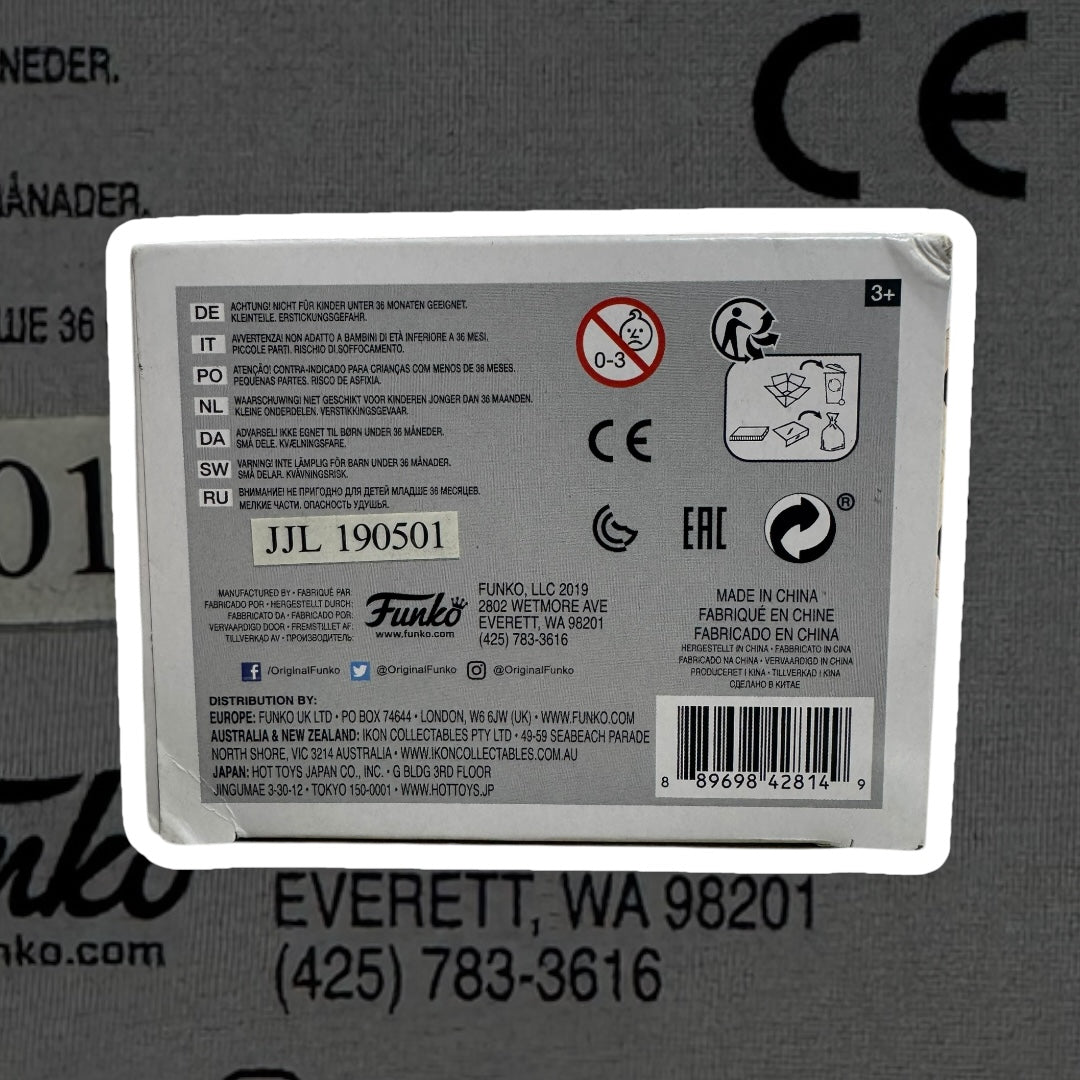 NEDER.
CE
ÅNADER.
ШЕ 36
01
nko
nko.com
EVERETT, WA 98201
(425) 783-3616
3+
DE ACHTUNG! NICHT FÜR KINDER UNTER 36 MONATEN GEEIGNET.
KLEINTEILE. ERSTICKUNGSGEFAHR.
IT AVVERTENZA! NON ADATTO A BAMBINI DI ETÀ INFERIORE A 36 MESI.
PICCOLE PARTI. RISCHIO DI SOFFOCAMENTO.
PO ATENÇÃO! CONTRA-INDICADO PARA CRIANÇAS COM MENOS DE 36 MESES.
PEQUENAS PARTES. RISCO DE ASFIXIA.
NL WAARSCHUWING! NIET GESCHIKT VOOR KINDEREN JONGER DAN 36 MAANDEN.
KLEINE ONDERDELEN. VERSTIKKINGSGEVAAR.
DA ADVARSEL! IKKE EGNET TIL BØRN UNDER 36 MÅNEDER.
SMÅ DELE. KVÆLNINGSFARE.
SW VARNING! INTE LÄMPLIG FÖR BARN UNDER 36 MÅNADER.
SMÅ DELAR. KVÄVNINGSRISK.
RU ВНИМАНИЕ! НЕ ПРИГОДНО ДЛЯ ДЕТЕЙ МЛАДШЕ 36 МЕСЯЦЕВ.
МЕЛКИЕ ЧАСТИ. ОПАСНОСТЬ УДУШЬЯ.
0-3
CE
EAC
®
JJL 190501
MANUFACTURED BY • FABRIQUÉ PAR:
FABRICADO POR • HERGESTELLT DURCH:
FABBRICATO DA • FABRICADO POR:
VERVAARDIGD DOOR • FREMSTILLET AF:
TILLVERKAD AV • ПРОИЗВОДИТЕЛЬ:
Funko
www.funko.com
FUNKO, LLC 2019
2802 WETMORE AVE
EVERETT, WA 98201
(425) 783-3616
MADE IN CHINA
FABRIQUÉ EN CHINE
FABRICADO EN CHINA
HERGESTELLT IN CHINA • FABBRICATO IN CINA
FABRICADO NA CHINA • VERVAARDIGD IN CHINA
PRODUCERET I KINA • TILLVERKAD I KINA
СДЕЛАНО В КИТАЕ
/OriginalFunko @OriginalFunko @OriginalFunko
DISTRIBUTION BY:
EUROPE: FUNKO UK LTD • PO BOX 74644 • LONDON, W6 6JW (UK) • WWW.FUNKO.COM
AUSTRALIA & NEW ZEALAND: IKON COLLECTABLES PTY LTD • 49-59 SEABEACH PARADE
NORTH SHORE, VIC 3214 AUSTRALIA • WWW.IKONCOLLECTABLES.COM.AU
JAPAN: HOT TOYS JAPAN CO., INC. • G BLDG 3RD FLOOR
JINGUMAE 3-30-12 • TOKYO 150-0001 • WWW.HOTTOYS.JP
8 89698 42814 9